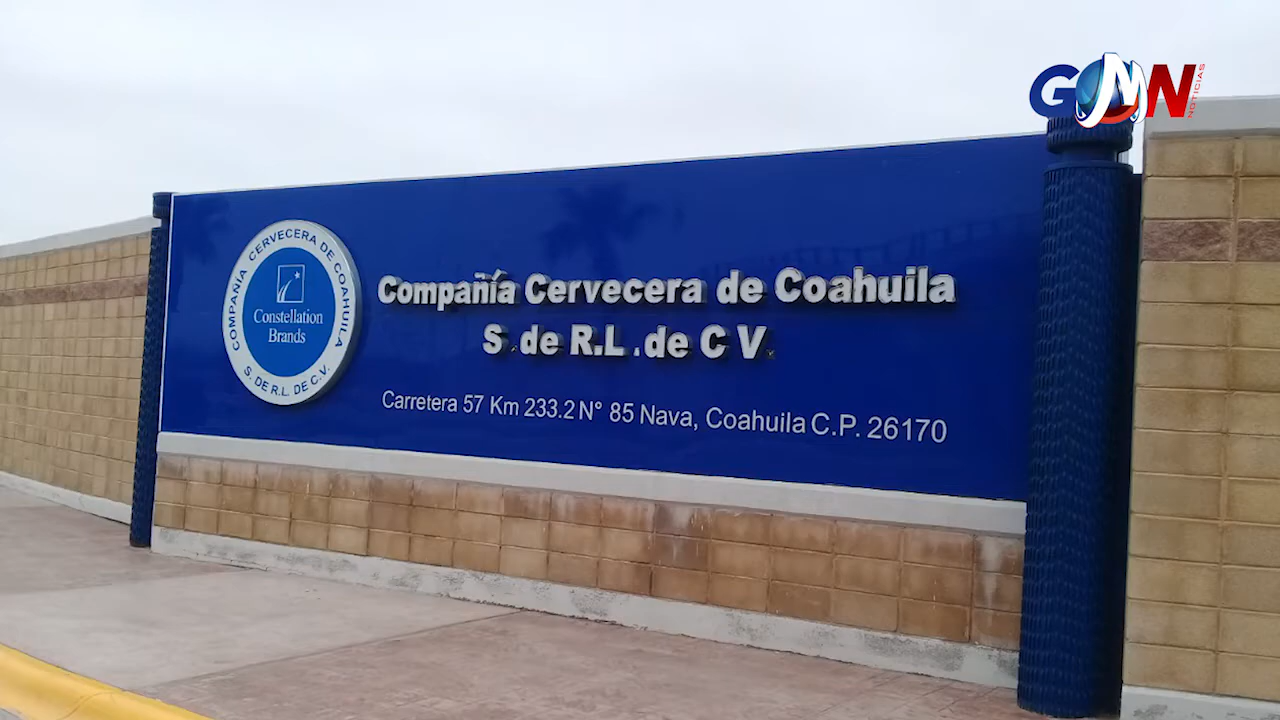 GMN
NOTICIAS
COMPAÑÍA CERVECERA DE COAHUILA
Constellation
Brands
S. DE R.L. DE C.V.
Compañía Cervecera de Coahuila
S. de R.L. de C V.
Carretera 57 Km 233.2 N° 85 Nava, Coahuila C.P. 26170